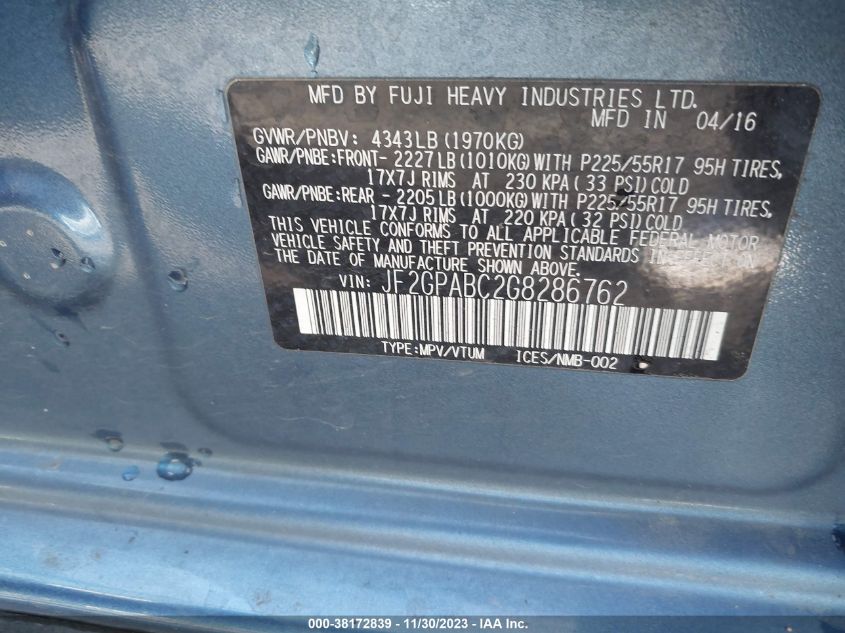 MFD BY FUJI HEAVY INDUSTRIES LTD.
MFD IN 04/16
GVWR/PNBV: 4343LB (1970KG)
GAWR/PNBE:FRONT- 2227LB (1010KG) WITH P225/55R17 95H TIRES,
17X7J RIMS AT 230 KPA (33 PSI) COLD
GAWR/PNBE:REAR - 2205LB (1000KG) WITH P225/55R17 95H TIRES,
17X7J RIMS AT 220 KPA (32 PSI) COLD
THIS VEHICLE CONFORMS TO ALL APPLICABLE FEDERAL MOTOR
VEHICLE SAFETY AND THEFT PREVENTION STANDARDS IN EFFECT ON
THE DATE OF MANUFACTURE SHOWN ABOVE.
VIN: JF2GPABC2G8286762
TYPE:MPV/VTUM ICES/NMB-002
000-38172839 - 11/30/2023 - IAA Inc.